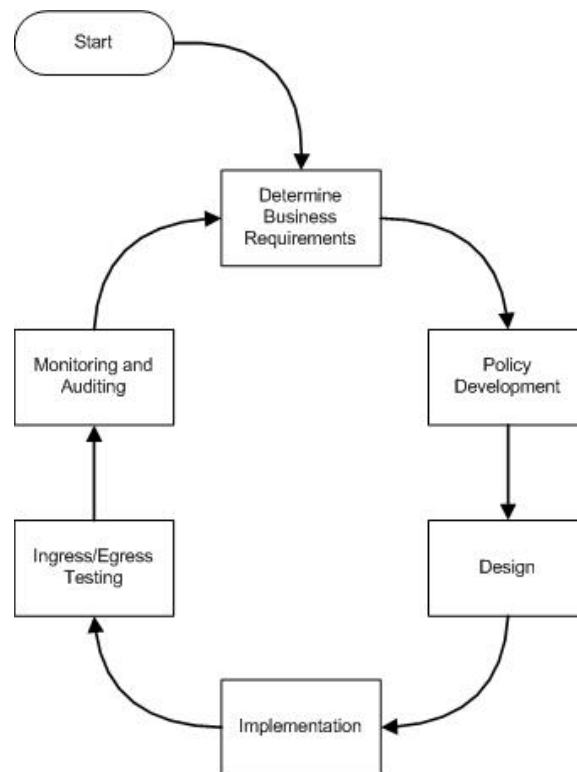 Start
Determine
Business
Requirements
Policy
Development
Design
Implementation
Ingress/Egress
Testing
Monitoring and
Auditing